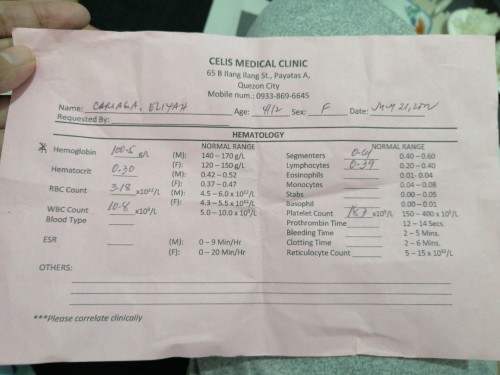 CELIS MEDICAL CLINIC
65 B Ilang Ilang St., Payatas A,
Quezon City
Mobile num.: 0933-869-6645
Name: CARIAGA, ELIYAH Age: 4/12 Sex: F Date: 21,
Requested By:
HEMATOLOGY
NORMAL RANGE
Hemoglobin 100.5 g/L (M): 140 – 170 g/L
(F): 120 – 150 g/L
Hematocrit 0.30 (M): 0.42 – 0.52
(F): 0.37 – 0.47
RBC Count 3.18 x10¹²/L (M): 4.5 – 6.0 x10¹²/L
(F): 4.3 – 5.5 x10¹²/L
WBC Count 10.8 x10⁹/L 5.0 – 10.0 x 10⁹/L
Blood Type
ESR (M): 0 – 9 Min/Hr
(F): 0 – 20 Min/Hr
NORMAL RANGE
Segmenters 0.61 0.40 – 0.60
Lymphocytes 0.39 0.20 – 0.40
Eosinophils 0.01- 0.04
Monocytes 0.04 – 0.08
Stabs 0.00 – 0.05
Basophil 0.00 – 0.01
Platelet Count x10⁹/L 150 – 400 x10⁹/L
Prothrombin Time 12 – 14 Secs.
Bleeding Time 2 – 5 Mins.
Clotting Time 2 – 6 Mins.
Reticulocyte Count 5 – 15 x10¹²/L
OTHERS:
***Please correlate clinically